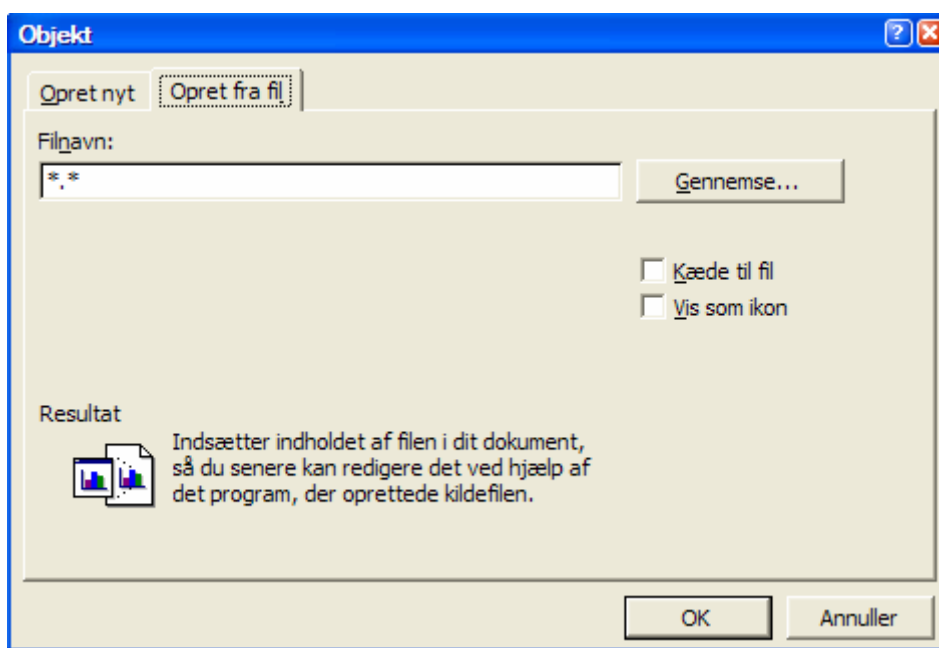 Objekt
Opret nyt
Opret fra fil
Filnavn:
*.*
Gennemse...
Kæde til fil
Vis som ikon
Resultat
Indsætter indholdet af filen i dit dokument,
så du senere kan redigere det ved hjælp af
det program, der oprettede kildefilen.
OK
Annuller